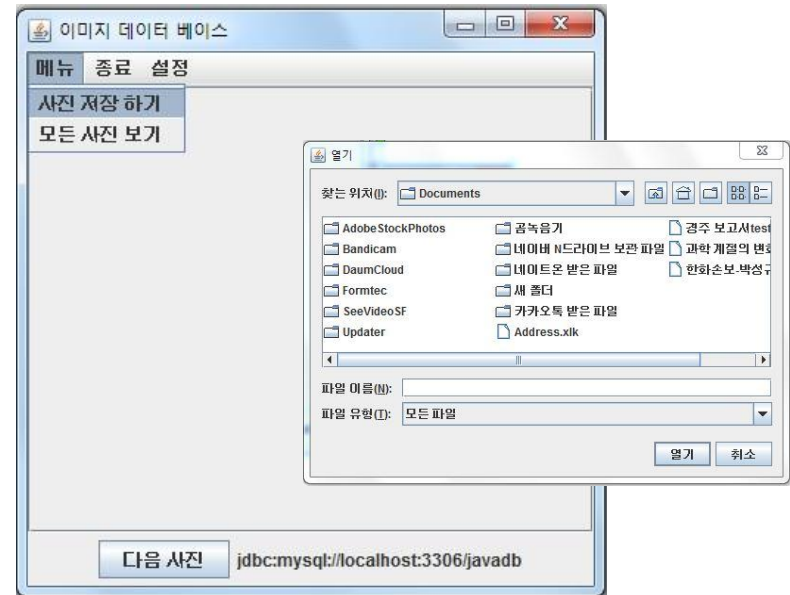 이미지 데이터 베이스
메뉴 종료 설정
사진 저장 하기
모든 사진 보기
열기
찾는 위치(I): Documents
AdobeStockPhotos
Bandicam
DaumCloud
Formtec
SeeVideoSF
Updater
곰녹음기
네이버 N드라이브 보관 파일
네이트온 받은 파일
새 폴더
카카오톡 받은 파일
Address.xlk
경주 보고서test
과학 계절의
한화손보-박성
파일 이름(N):
파일 유형(T): 모든 파일
열기 취소
다음 사진 jdbc:mysql://localhost:3306/javadb